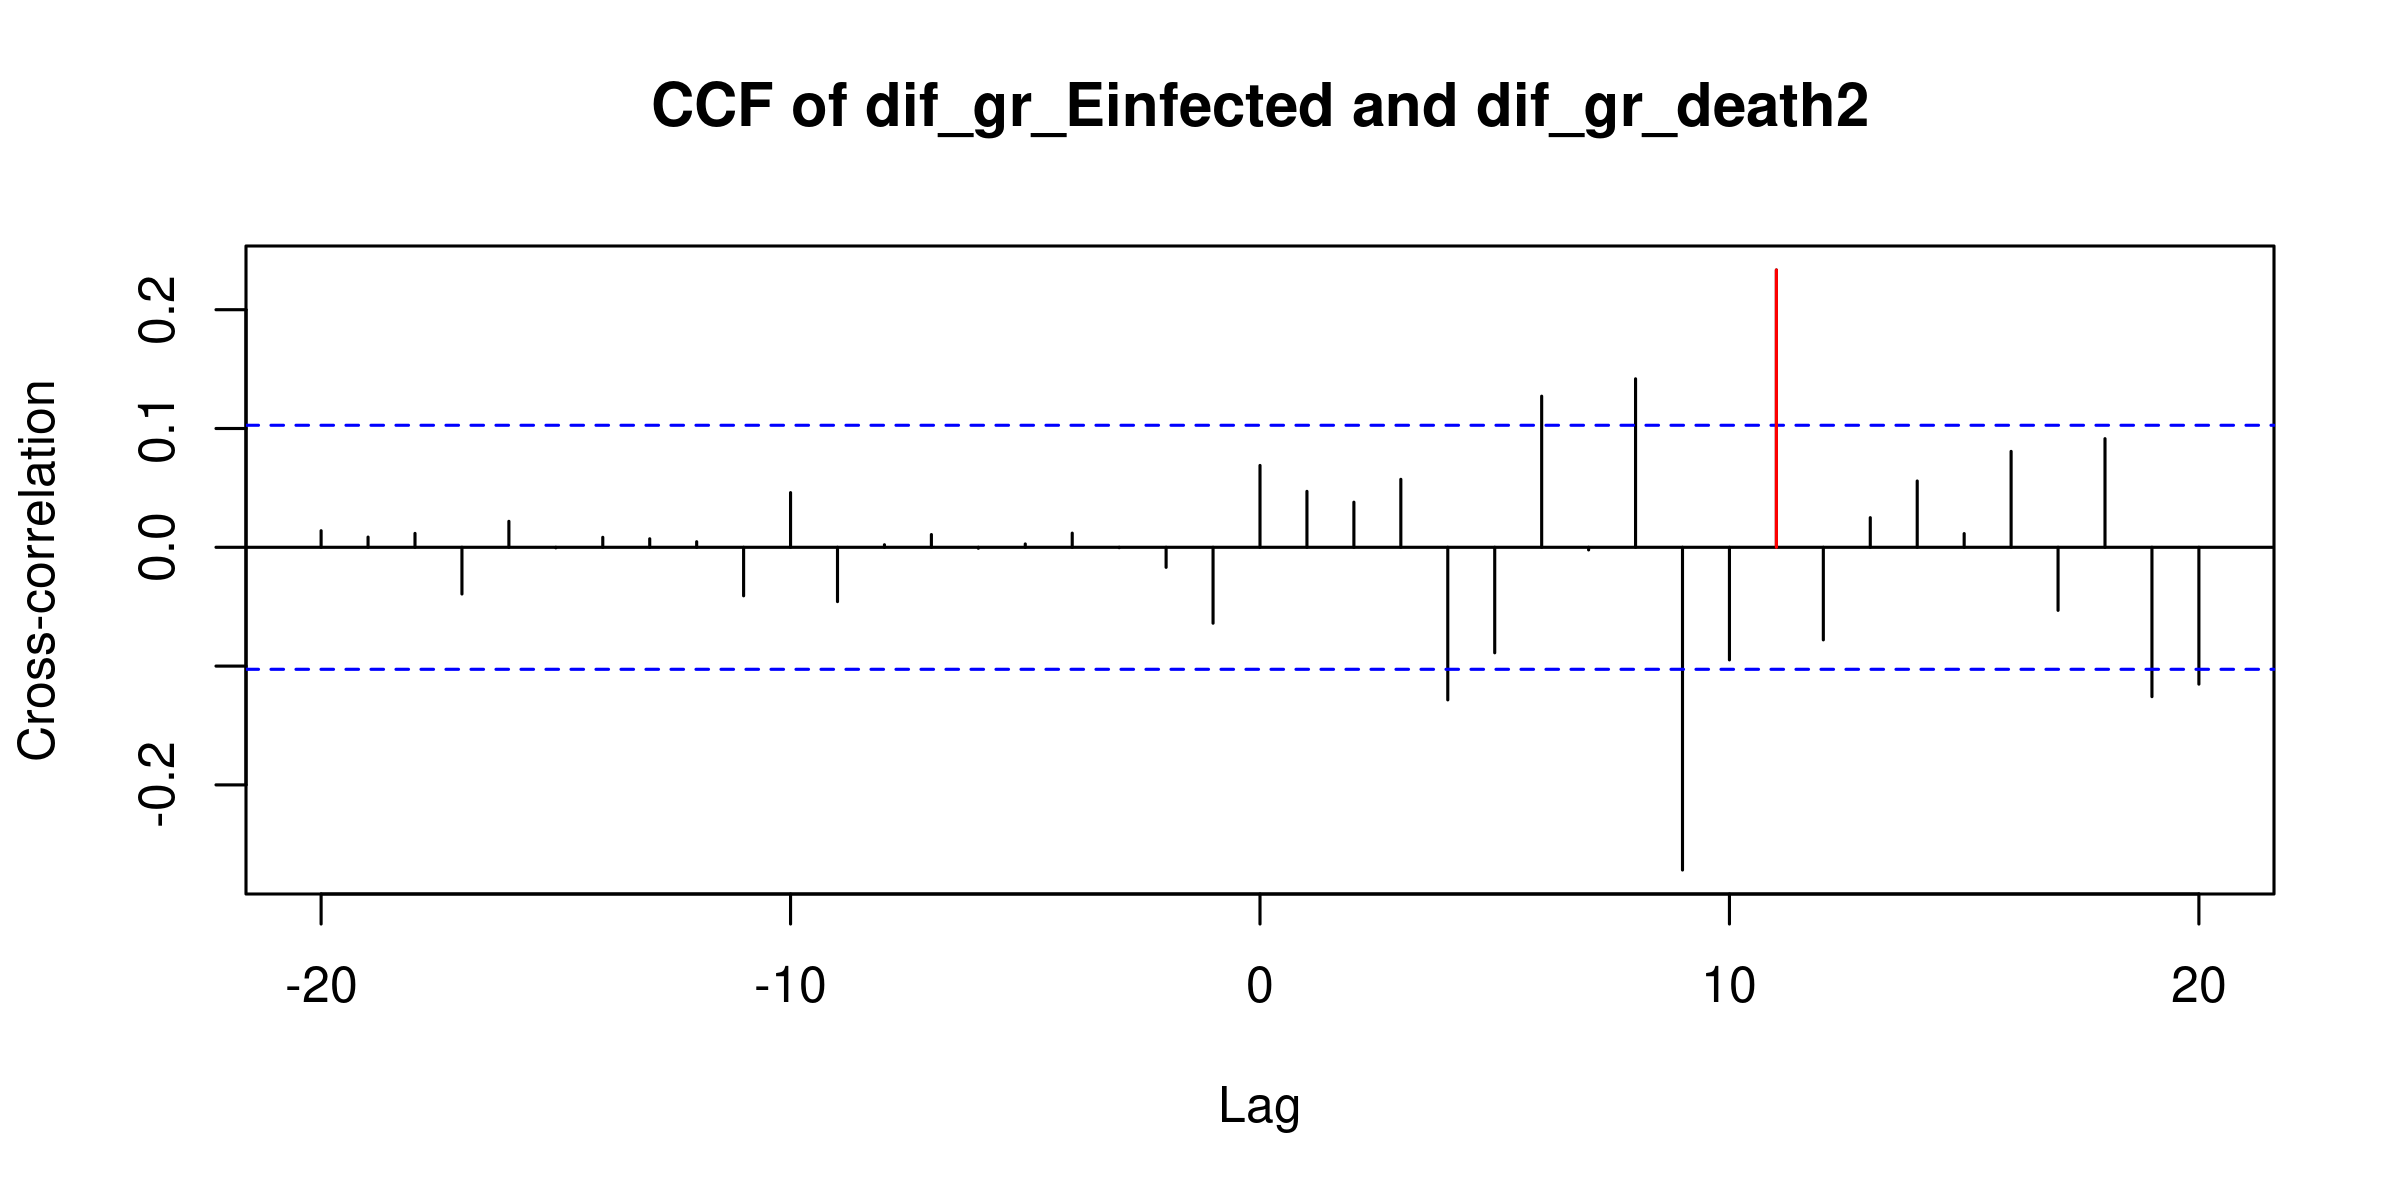 CCF of dif_gr_Einfected and dif_gr_death2
Cross-correlation
0.2
0.1
0.0
-0.2
-20 -10 0 10 20
Lag